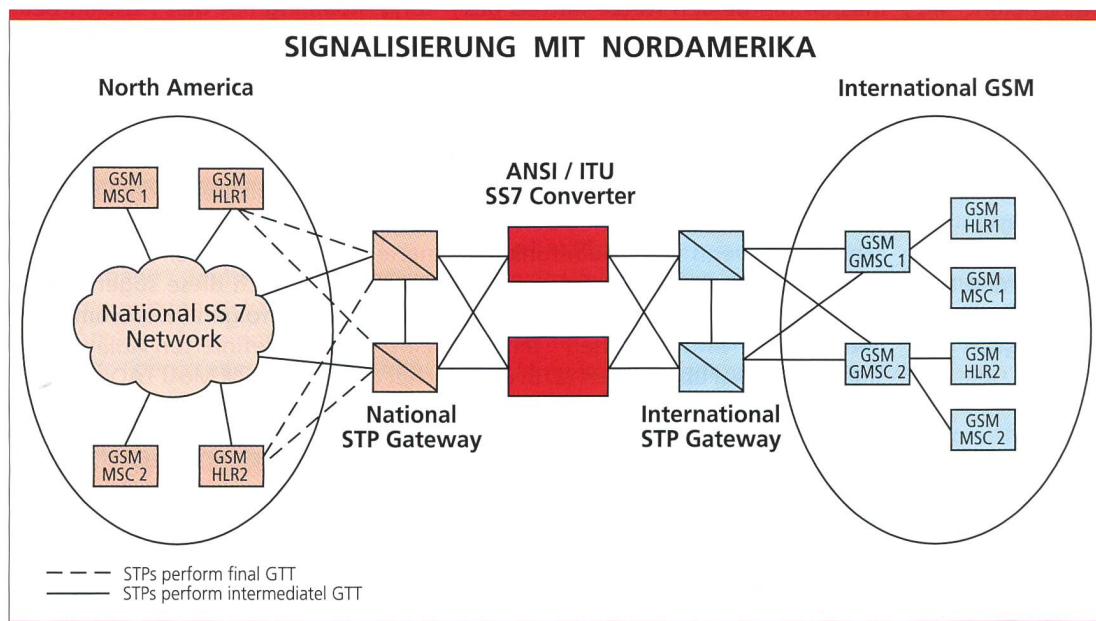 SIGNALISIERUNG MIT NORDAMERIKA
North America
International GSM
ANSI / ITU
SS7 Converter
GSM
MSC 1
GSM
HLR1
National SS 7
Network
GSM
MSC 2
GSM
HLR2
National
STP Gateway
International
STP Gateway
GSM
GMSC 1
GSM
GMSC 2
GSM
HLR1
GSM
MSC 1
GSM
HLR2
GSM
MSC 2
STPs perform final GTT
STPs perform intermediatel GTT